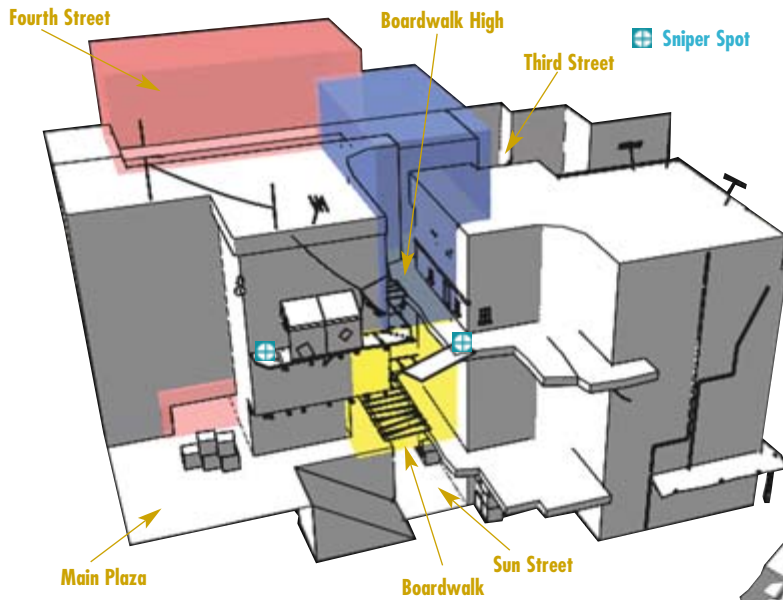 Fourth Street
Boardwalk High
Sniper Spot
Third Street
Main Plaza
Sun Street
Boardwalk